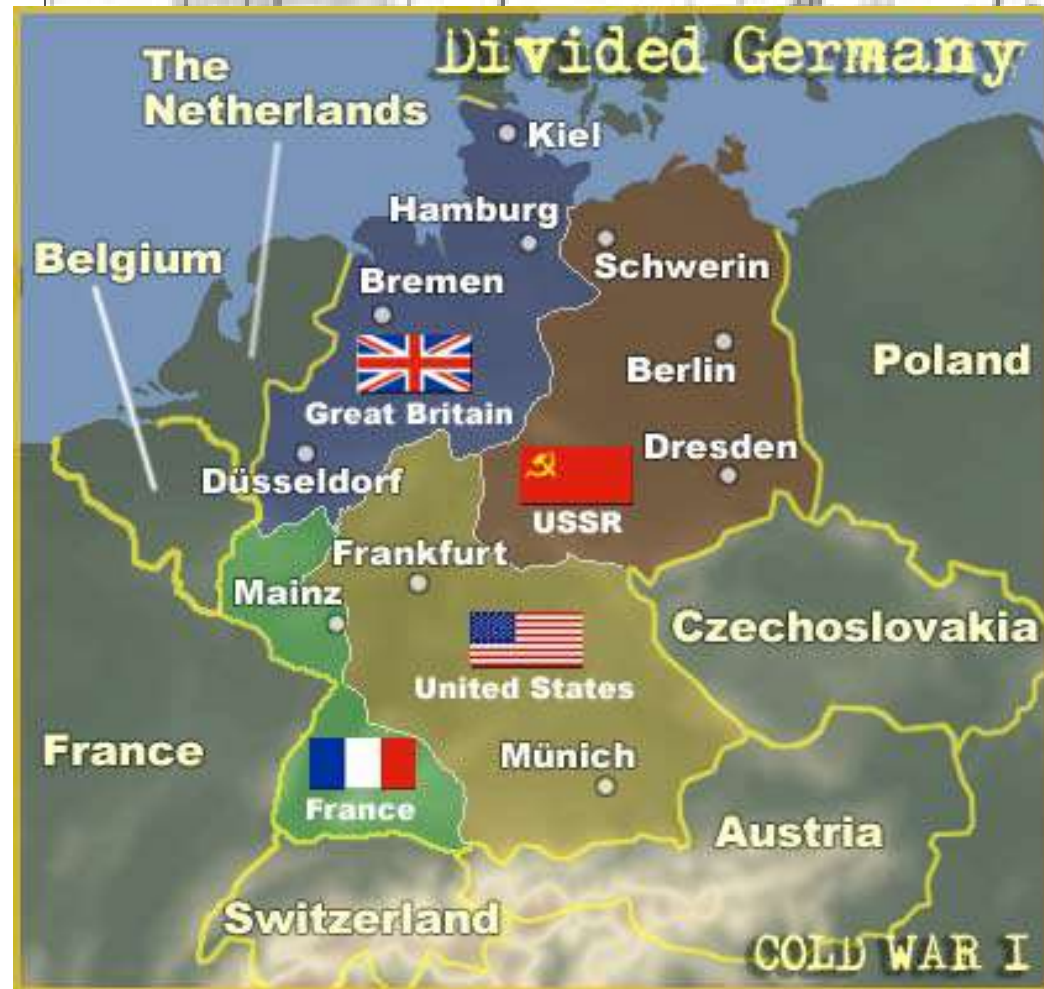 Divided Germany
The
Netherlands
Kiel
Hamburg
Belgium
Schwerin
Bremen
Berlin
Poland
Great Britain
Dresden
Düsseldorf
USSR
Frankfurt
Mainz
Czechoslovakia
United States
France
Münich
France
Austria
Switzerland
COLD WAR I